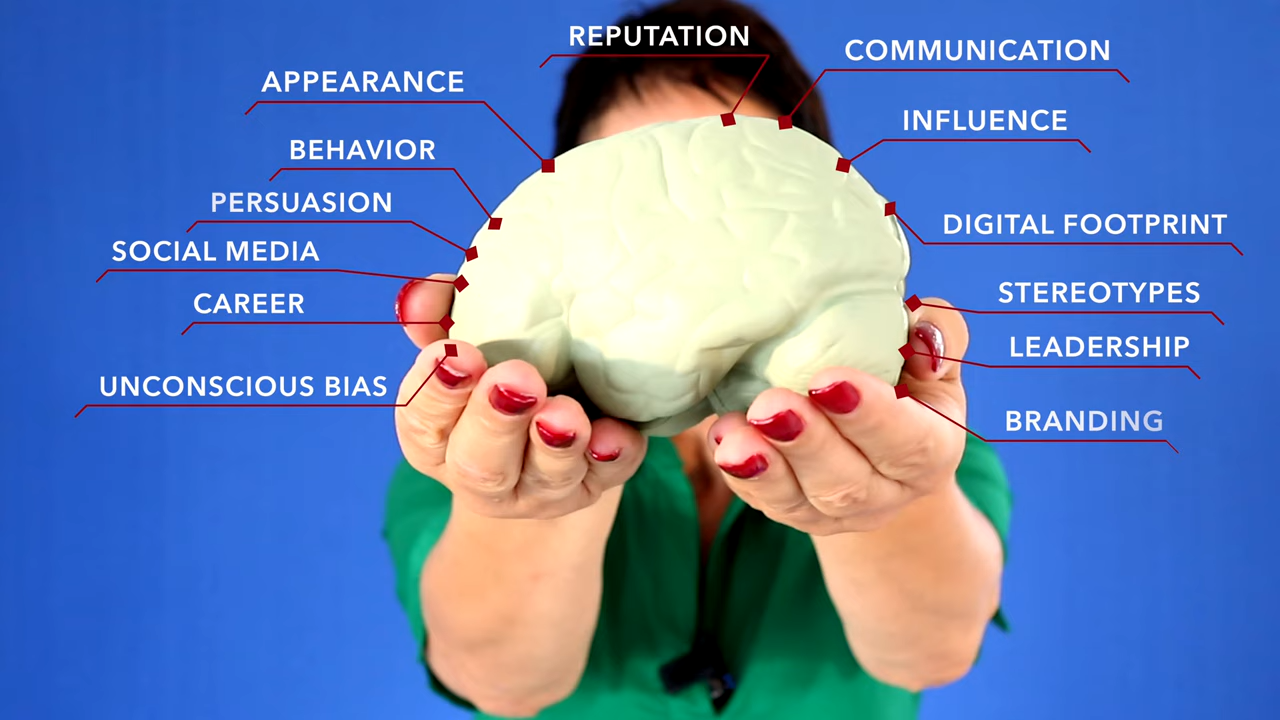 REPUTATION
COMMUNICATION
APPEARANCE
INFLUENCE
BEHAVIOR
PERSUASION
DIGITAL FOOTPRINT
SOCIAL MEDIA
STEREOTYPES
CAREER
LEADERSHIP
UNCONSCIOUS BIAS
BRANDING